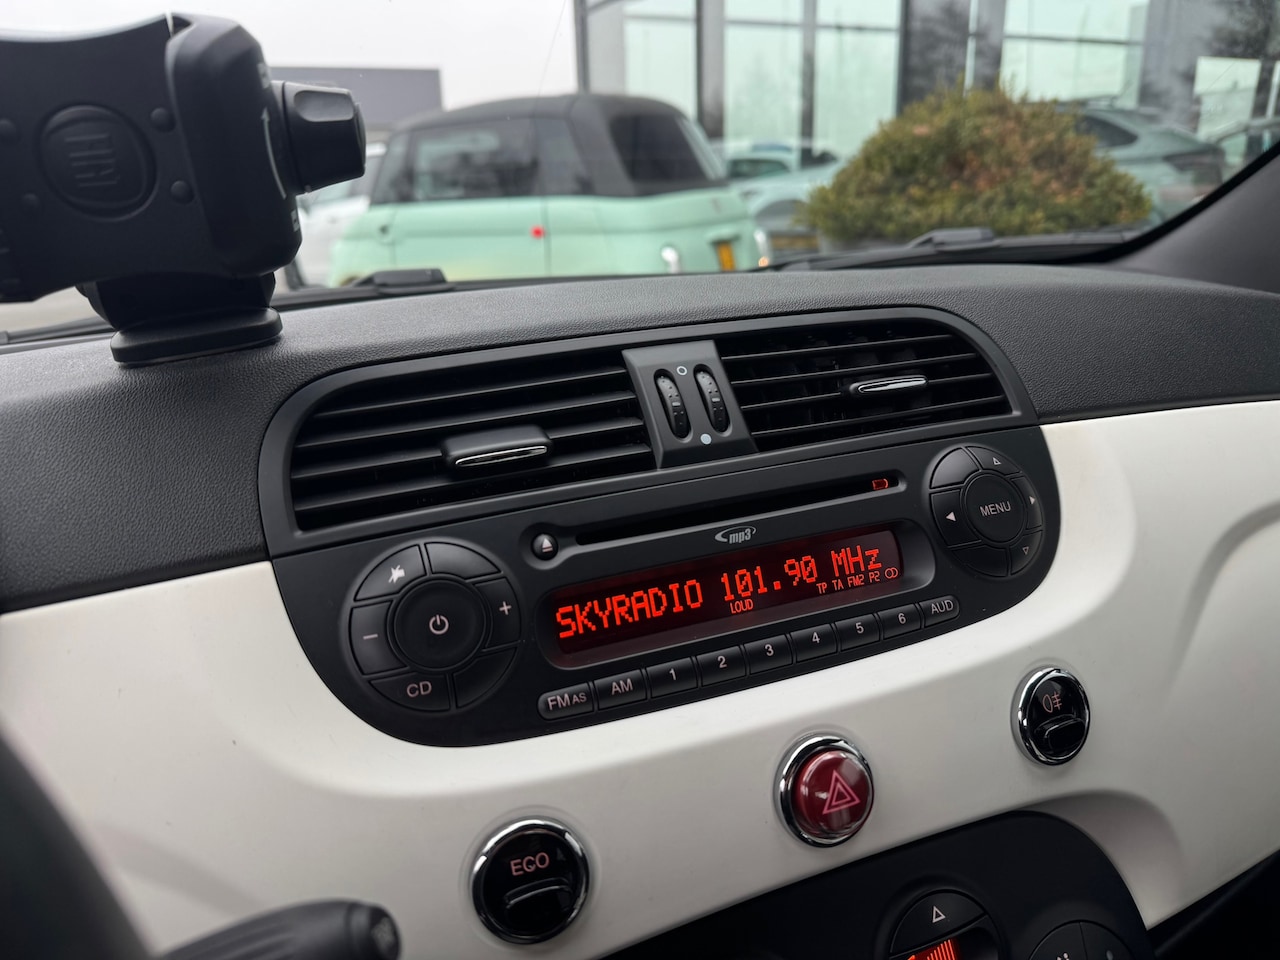 mp3
MENU
SKYRADIO 101.90 MHz
LOUD
TP TA FM2 P2
+
−
CD
FM AS
AM
1
2
3
4
5
6
AUD
ECO